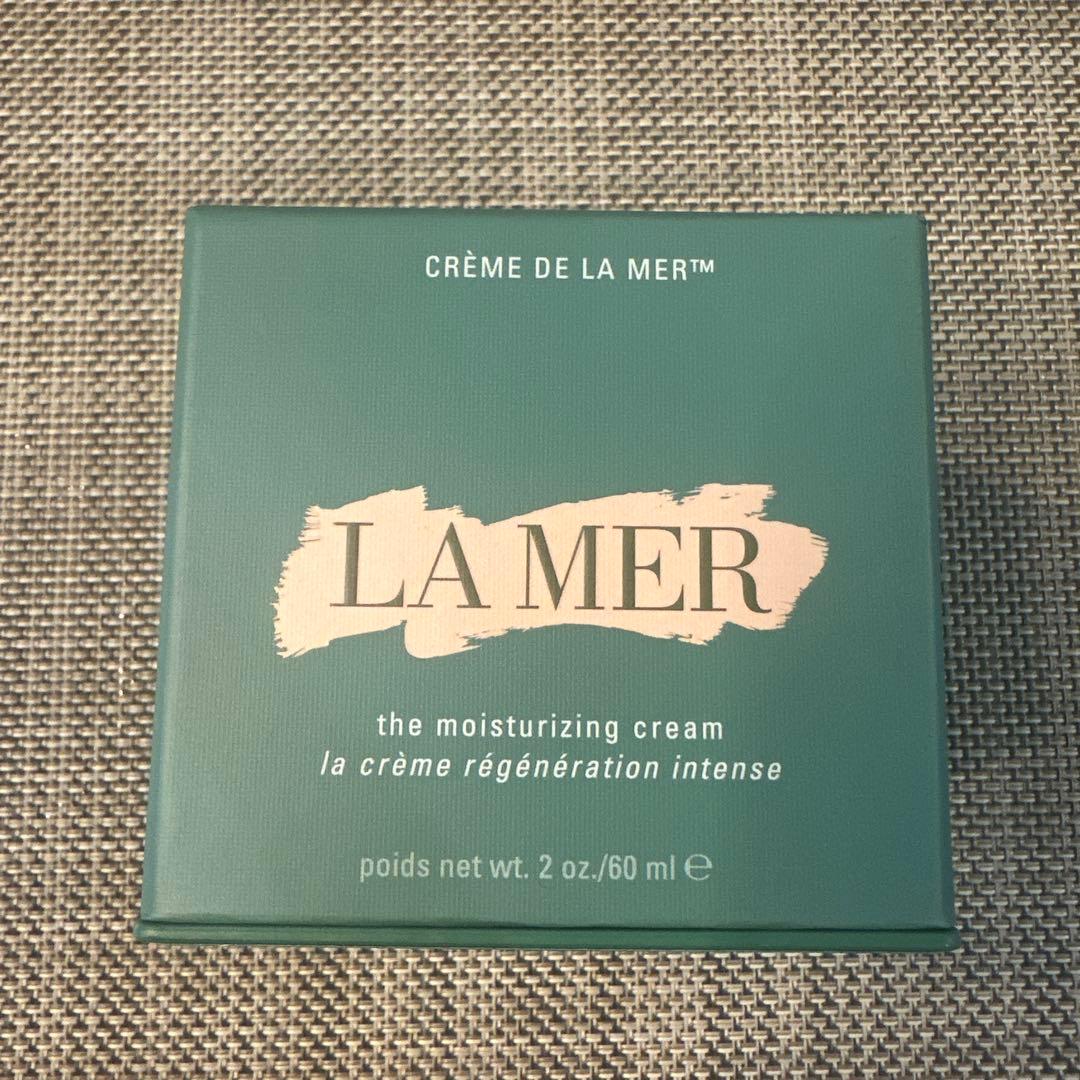 CRÈME DE LA MER™
LA MER
the moisturizing cream
la crème régénération intense
poids net wt. 2 oz./60 ml ℮